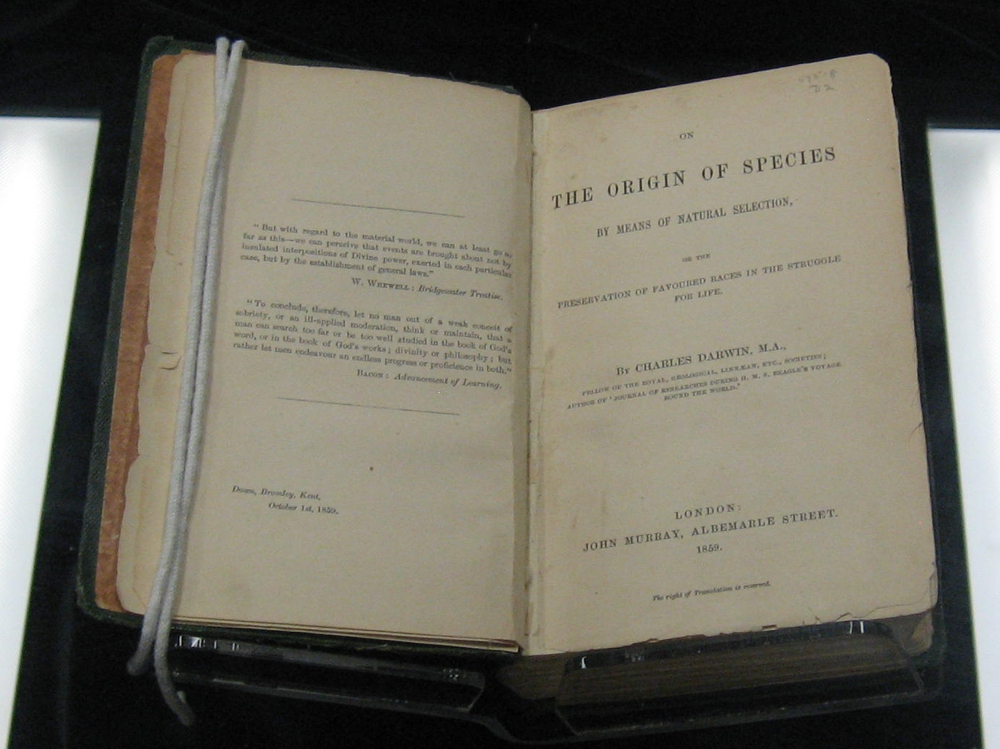 "But with regard to the material world, we can at least go so
far as this—we can perceive that events are brought about not by
insulated interpositions of Divine power, exerted in each particular
case, but by the establishment of general laws."
W. WHEWELL: Bridgewater Treatise.
"To conclude, therefore, let no man out of a weak conceit of
sobriety, or an ill-applied moderation, think or maintain, that a
man can search too far or be too well studied in the book of God's
word, or in the book of God's works; divinity or philosophy; but
rather let men endeavour an endless progress or proficience in both."
BACON: Advancement of Learning.
Down, Bromley, Kent,
October 1st, 1859.
D2
ON
THE ORIGIN OF SPECIES
BY MEANS OF NATURAL SELECTION,
OR THE
PRESERVATION OF FAVOURED RACES IN THE STRUGGLE
FOR LIFE.
By CHARLES DARWIN, M.A.,
FELLOW OF THE ROYAL, GEOLOGICAL, LINNÆAN, ETC., SOCIETIES;
AUTHOR OF 'JOURNAL OF RESEARCHES DURING H. M. S. BEAGLE'S VOYAGE
ROUND THE WORLD.'
LONDON:
JOHN MURRAY, ALBEMARLE STREET.
1859.
The right of Translation is reserved.